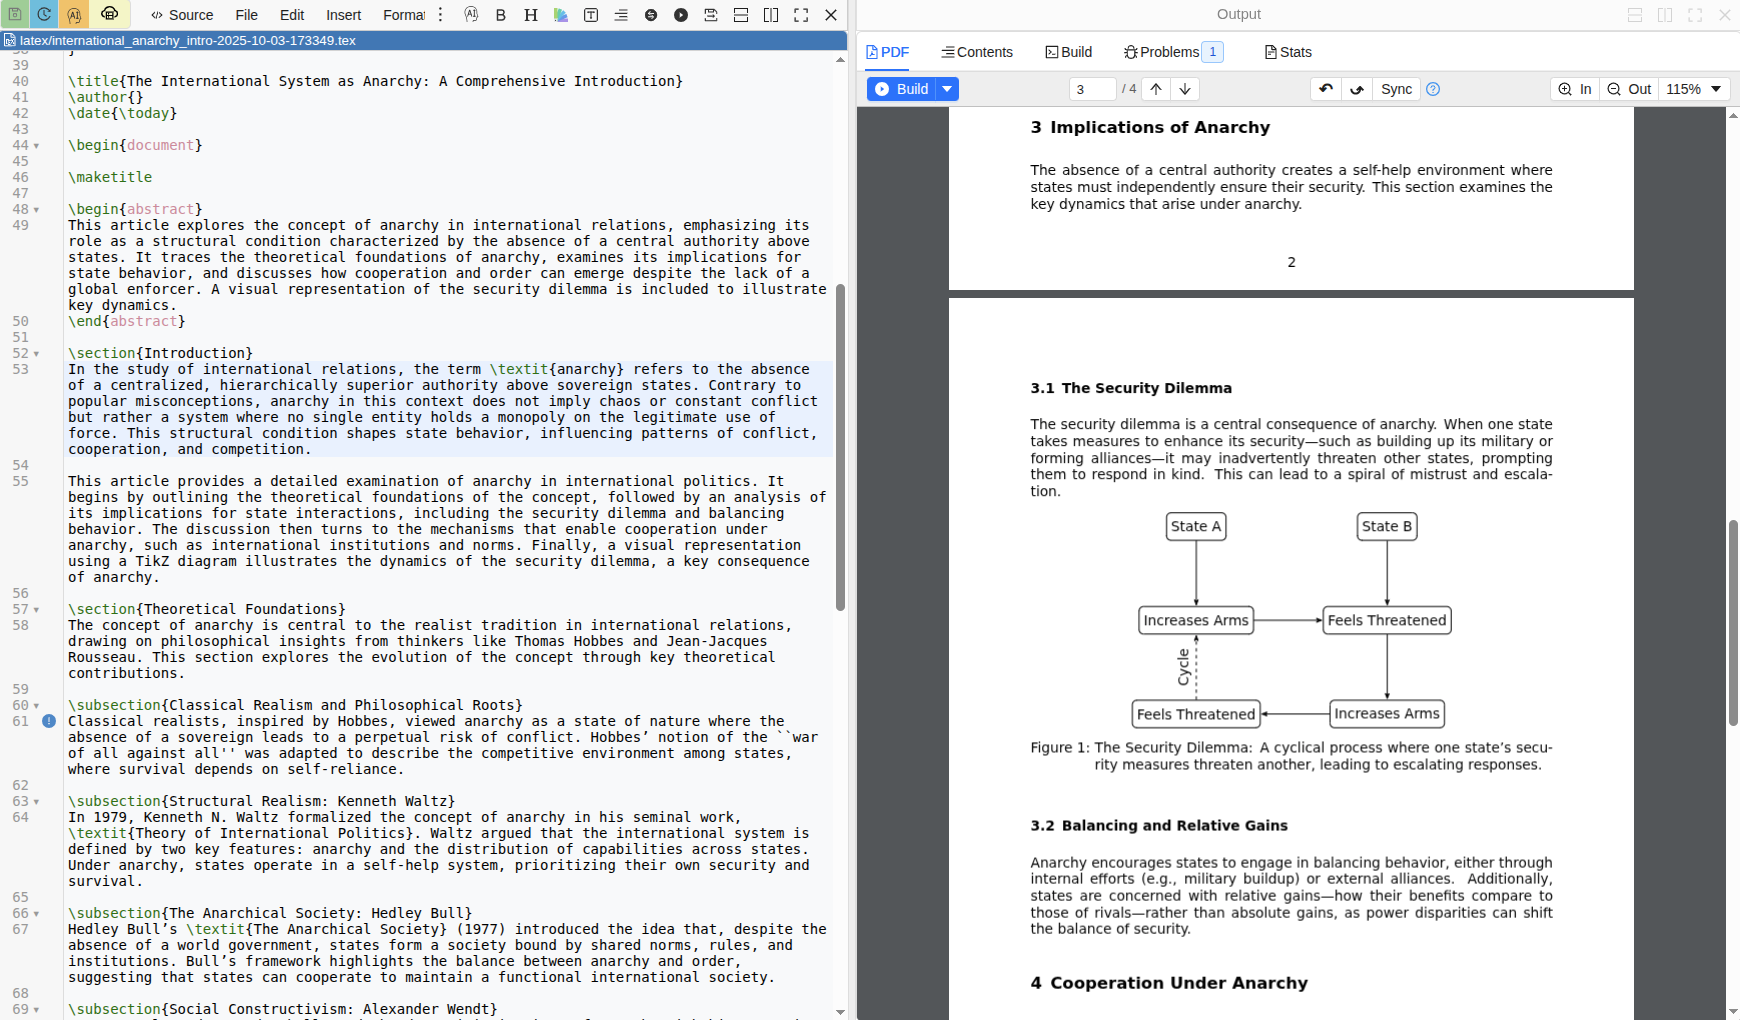 Source File Edit Insert Forma
latex/international_anarchy_intro-2025-10-03-173349.tex
39
40 \title{The International System as Anarchy: A Comprehensive Introduction}
41 \author{}
42 \date{\today}
43
44 \begin{document}
45
46 \maketitle
47
48 \begin{abstract}
49 This article explores the concept of anarchy in international relations, emphasizing its
role as a structural condition characterized by the absence of a central authority above
states. It traces the theoretical foundations of anarchy, examines its implications for
state behavior, and discusses how cooperation and order can emerge despite the lack of a
global enforcer. A visual representation of the security dilemma is included to illustrate
key dynamics.
50 \end{abstract}
51
52 \section{Introduction}
53 In the study of international relations, the term \textit{anarchy} refers to the absence
of a centralized, hierarchically superior authority above sovereign states. Contrary to
popular misconceptions, anarchy in this context does not imply chaos or constant conflict
but rather a system where no single entity holds a monopoly on the legitimate use of
force. This structural condition shapes state behavior, influencing patterns of conflict,
cooperation, and competition.
54
55 This article provides a detailed examination of anarchy in international politics. It
begins by outlining the theoretical foundations of the concept, followed by an analysis of
its implications for state interactions, including the security dilemma and balancing
behavior. The discussion then turns to the mechanisms that enable cooperation under
anarchy, such as international institutions and norms. Finally, a visual representation
using a TikZ diagram illustrates the dynamics of the security dilemma, a key consequence
of anarchy.
56
57 \section{Theoretical Foundations}
58 The concept of anarchy is central to the realist tradition in international relations,
drawing on philosophical insights from thinkers like Thomas Hobbes and Jean-Jacques
Rousseau. This section explores the evolution of the concept through key theoretical
contributions.
59
60 \subsection{Classical Realism and Philosophical Roots}
61 Classical realists, inspired by Hobbes, viewed anarchy as a state of nature where the
absence of a sovereign leads to a perpetual risk of conflict. Hobbes’ notion of the ``war
of all against all'' was adapted to describe the competitive environment among states,
where survival depends on self-reliance.
62
63 \subsection{Structural Realism: Kenneth Waltz}
64 In 1979, Kenneth N. Waltz formalized the concept of anarchy in his seminal work,
\textit{Theory of International Politics}. Waltz argued that the international system is
defined by two key features: anarchy and the distribution of capabilities across states.
Under anarchy, states operate in a self-help system, prioritizing their own security and
survival.
65
66 \subsection{The Anarchical Society: Hedley Bull}
67 Hedley Bull’s \textit{The Anarchical Society} (1977) introduced the idea that, despite the
absence of a world government, states form a society bound by shared norms, rules, and
institutions. Bull’s framework highlights the balance between anarchy and order,
suggesting that states can cooperate to maintain a functional international society.
68
69 \subsection{Social Constructivism: Alexander Wendt}
Output
PDF Contents Build Problems 1 Stats
Build 3 / 4 Sync In Out 115%
3 Implications of Anarchy
The absence of a central authority creates a self-help environment where
states must independently ensure their security. This section examines the
key dynamics that arise under anarchy.
2
3.1 The Security Dilemma
The security dilemma is a central consequence of anarchy. When one state
takes measures to enhance its security—such as building up its military or
forming alliances—it may inadvertently threaten other states, prompting
them to respond in kind. This can lead to a spiral of mistrust and escala-
tion.
State A State B
Increases Arms Feels Threatened
Cycle
Feels Threatened Increases Arms
Figure 1: The Security Dilemma: A cyclical process where one state’s secu-
rity measures threaten another, leading to escalating responses.
3.2 Balancing and Relative Gains
Anarchy encourages states to engage in balancing behavior, either through
internal efforts (e.g., military buildup) or external alliances. Additionally,
states are concerned with relative gains—how their benefits compare to
those of rivals—rather than absolute gains, as power disparities can shift
the balance of security.
4 Cooperation Under Anarchy